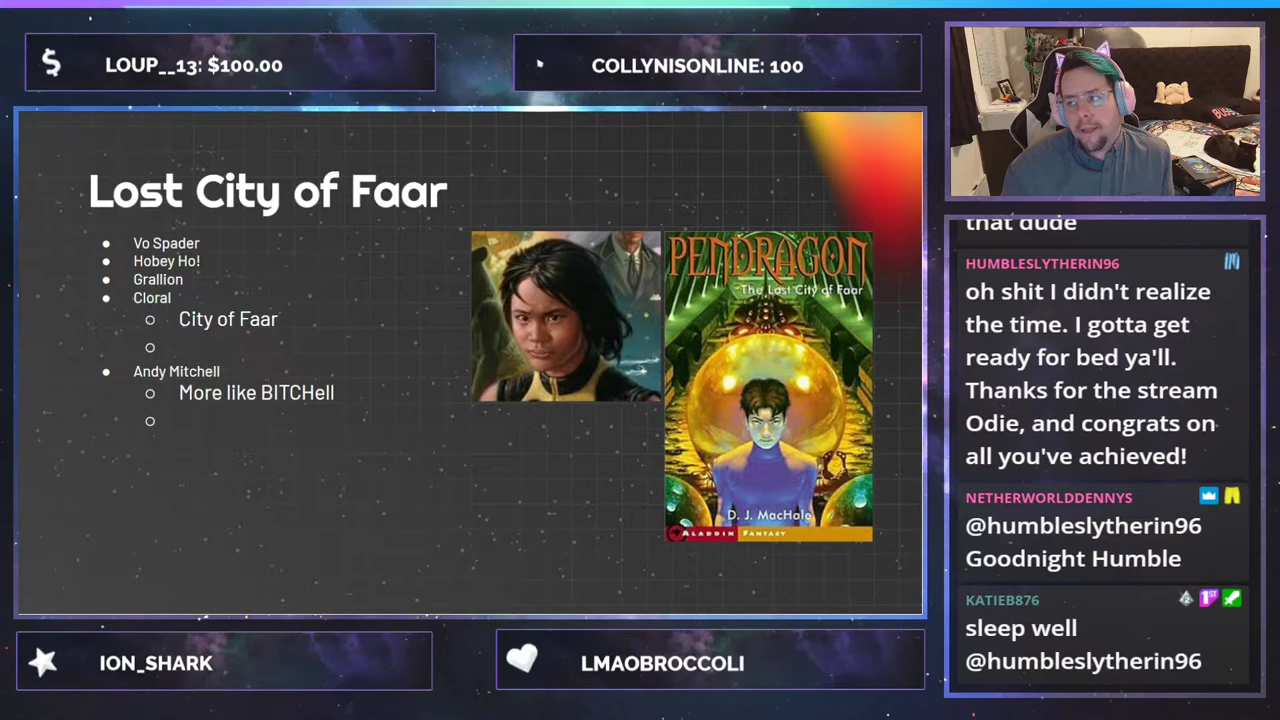 LOUP__13: $100.00
COLLYNISONLINE: 100
Lost City of Faar
Vo Spader
Hobey Ho!
Grallion
Cloral
City of Faar
Andy Mitchell
More like BITCHell
PENDRAGON
The Lost City of Faar
D. J. MacHale
ALADDIN FANTASY
ION_SHARK
LMAOBROCCOLI
that dude
HUMBLESLYTHERIN96
oh shit I didn't realize
the time. I gotta get
ready for bed ya'll.
Thanks for the stream
Odie, and congrats on
all you've achieved!
NETHERWORLDDENNYS
@humbleslytherin96
Goodnight Humble
KATIEB876
1ST
sleep well
@humbleslytherin96